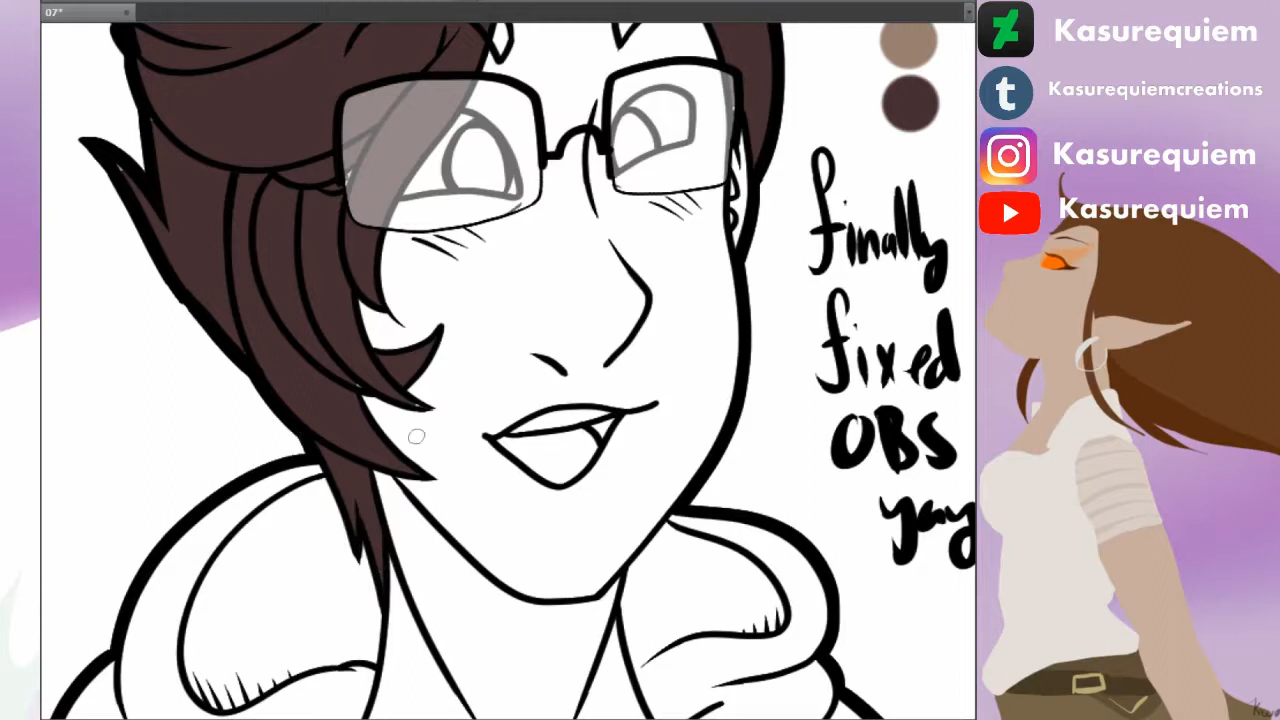 07*
Kasurequiem
Kasurequiemcreations
Kasurequiem
Kasurequiem
finally
fixed
OBS
yay